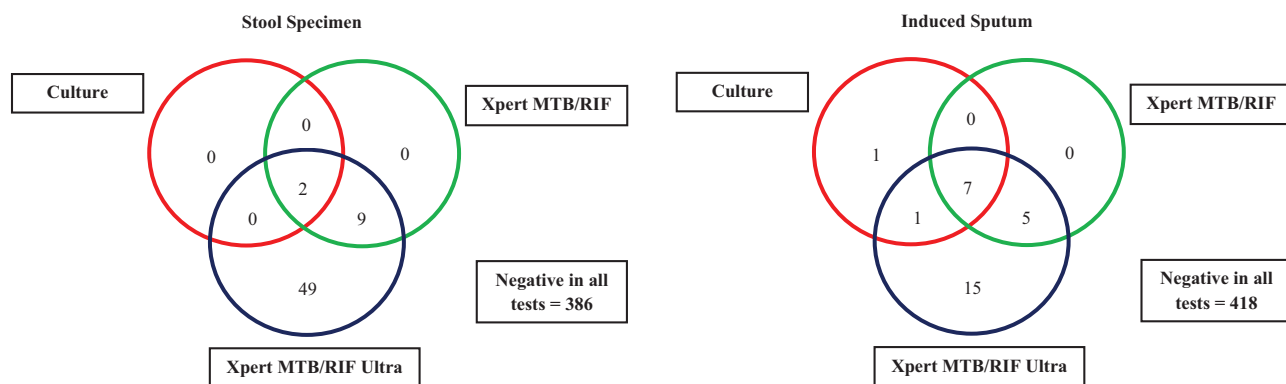 Stool Specimen
Culture
Xpert MTB/RIF
0
0
0
2
0
9
49
Negative in all
tests = 386
Xpert MTB/RIF Ultra
Induced Sputum
Culture
Xpert MTB/RIF
0
1
0
7
1
5
15
Negative in all
tests = 418
Xpert MTB/RIF Ultra